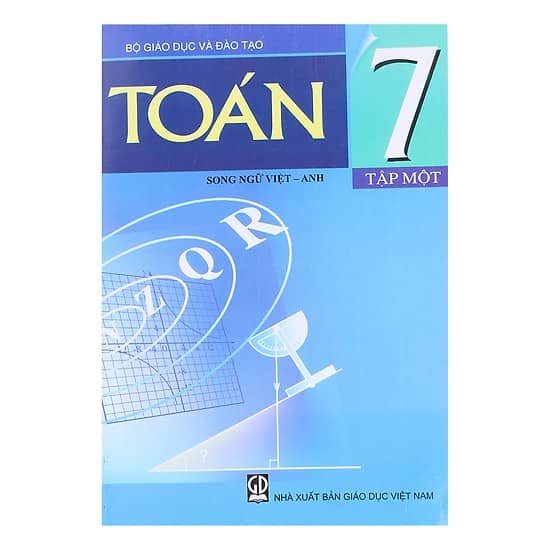 BỘ GIÁO DỤC VÀ ĐÀO TẠO
TOÁN
7
SONG NGỮ VIỆT – ANH
TẬP MỘT
R
Q
Z
N
?
GD
NHÀ XUẤT BẢN GIÁO DỤC VIỆT NAM